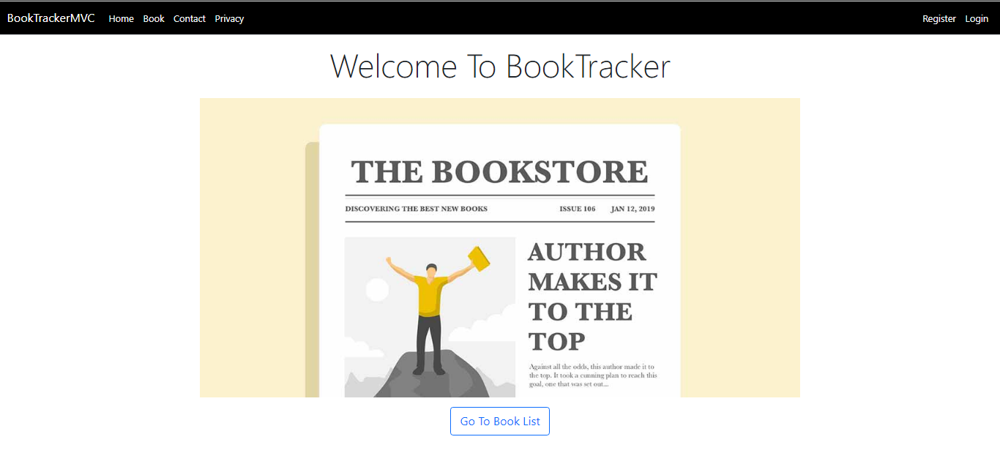 BookTrackerMVC Home Book Contact Privacy Register Login
Welcome To BookTracker
THE BOOKSTORE
DISCOVERING THE BEST NEW BOOKS ISSUE 106 JAN 12, 2019
AUTHOR
MAKES IT
TO THE
TOP
Against all the odds, this author made it to
the top. It took a cunning plan to reach this
goal, one that was set out...
Go To Book List